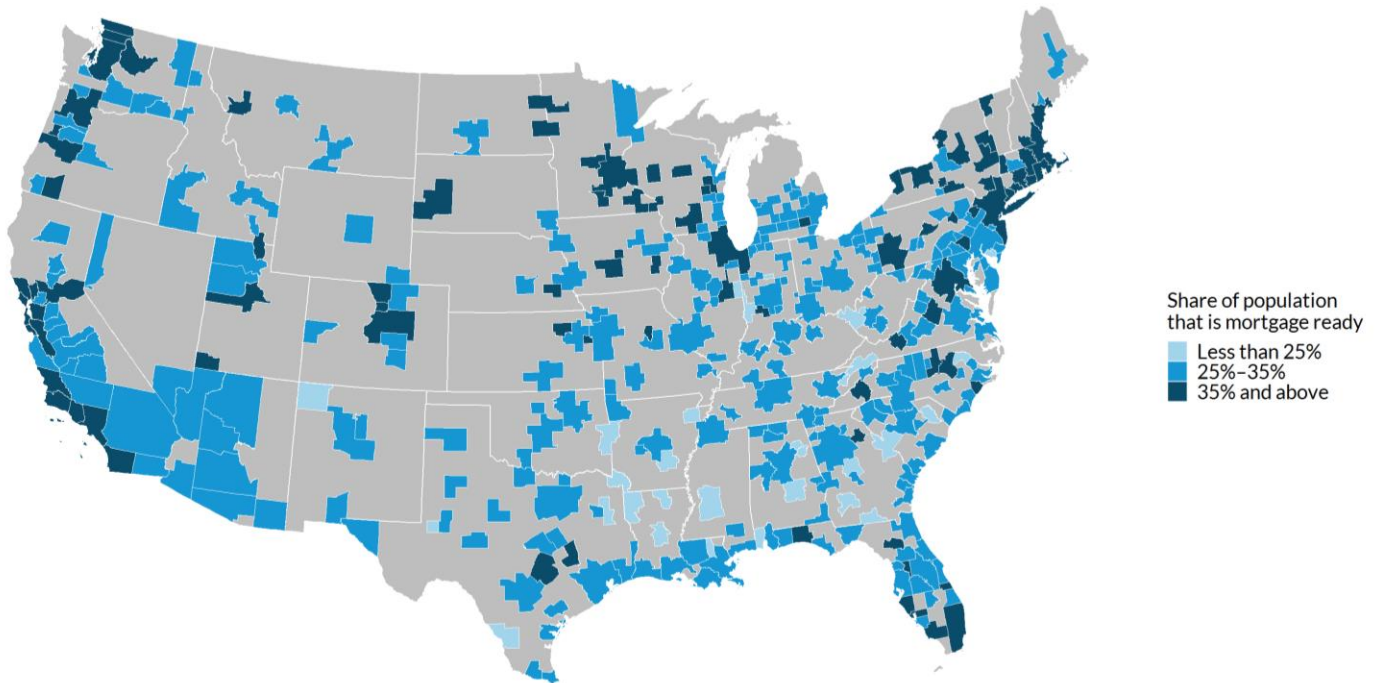 Share of population
that is mortgage ready
Less than 25%
25%–35%
35% and above